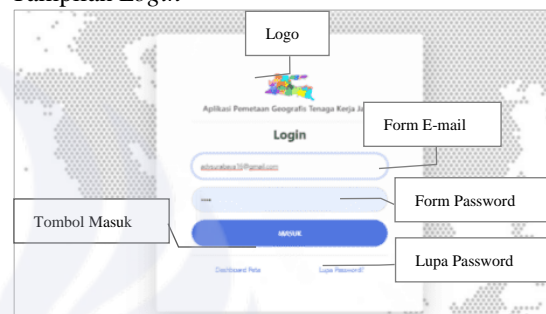 Tampilan Login
Logo
Aplikasi Pemetaan Geografis Tenaga Kerja Ja
Form E-mail
Login
Form Password
Tombol Masuk
MASUK
Lupa Password
Dashboard Peta
Lupa Password?